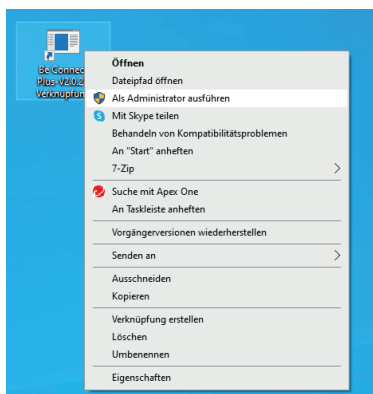 Be Connec
Plus-V2.0.2
Verknüpfun
Öffnen
Dateipfad öffnen
Als Administrator ausführen
Mit Skype teilen
Behandeln von Kompatibilitätsproblemen
An "Start" anheften
7-Zip
Suche mit Apex One
An Taskleiste anheften
Vorgängerversionen wiederherstellen
Senden an
Ausschneiden
Kopieren
Verknüpfung erstellen
Löschen
Umbenennen
Eigenschaften